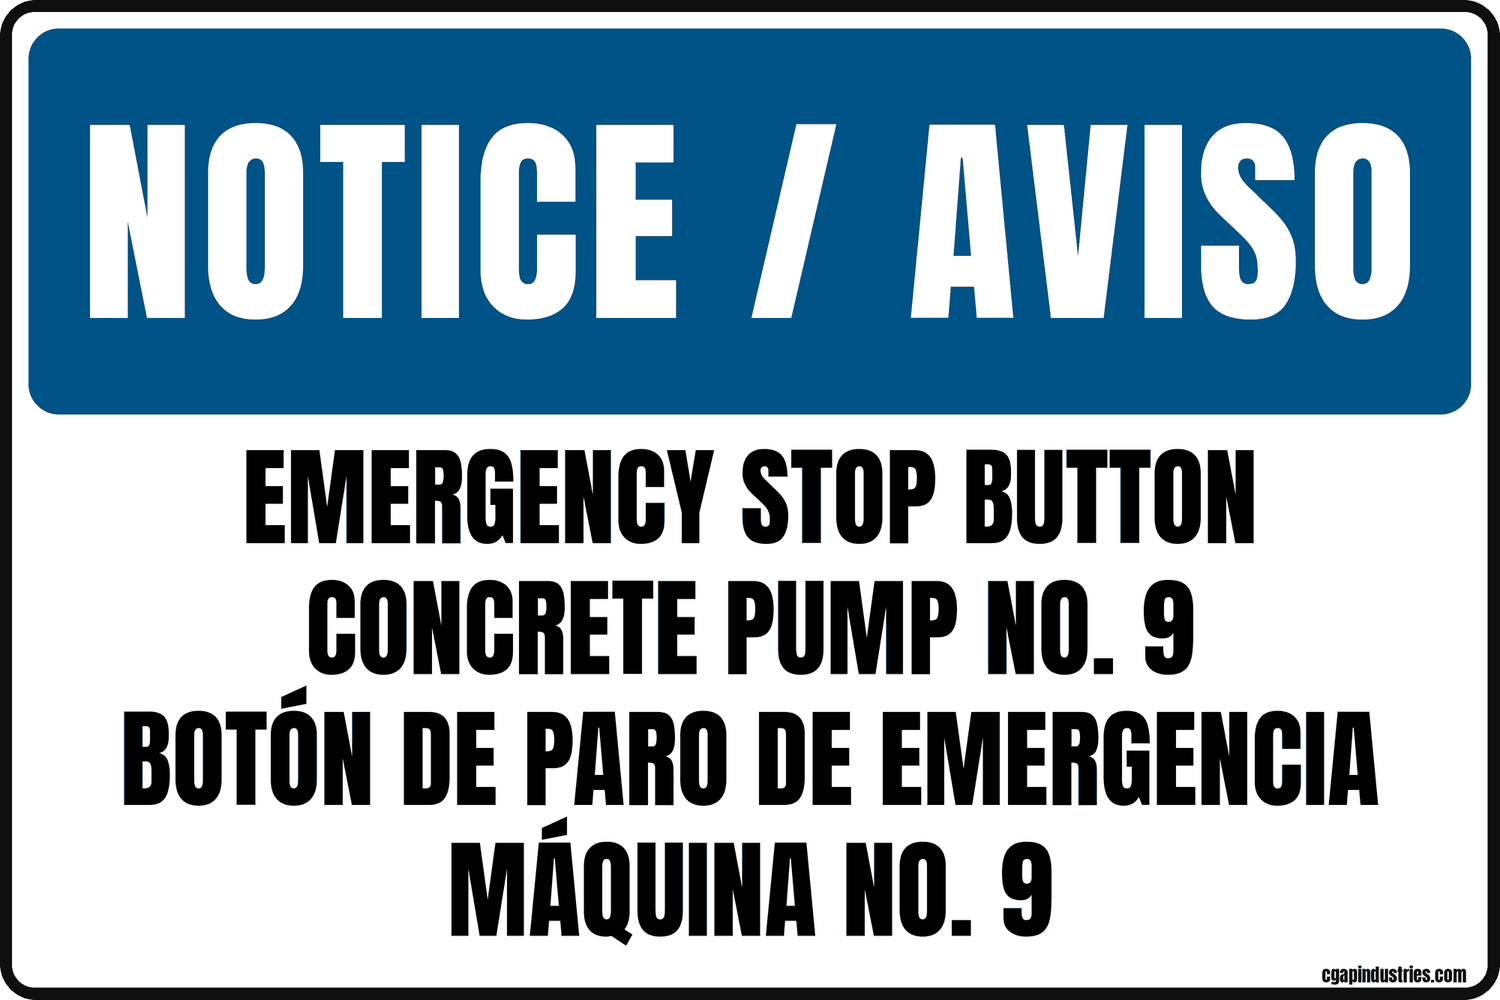 NOTICE / AVISO
EMERGENCY STOP BUTTON
CONCRETE PUMP NO. 9
BOTÓN DE PARO DE EMERGENCIA
MÁQUINA NO. 9
cgapindustries.com